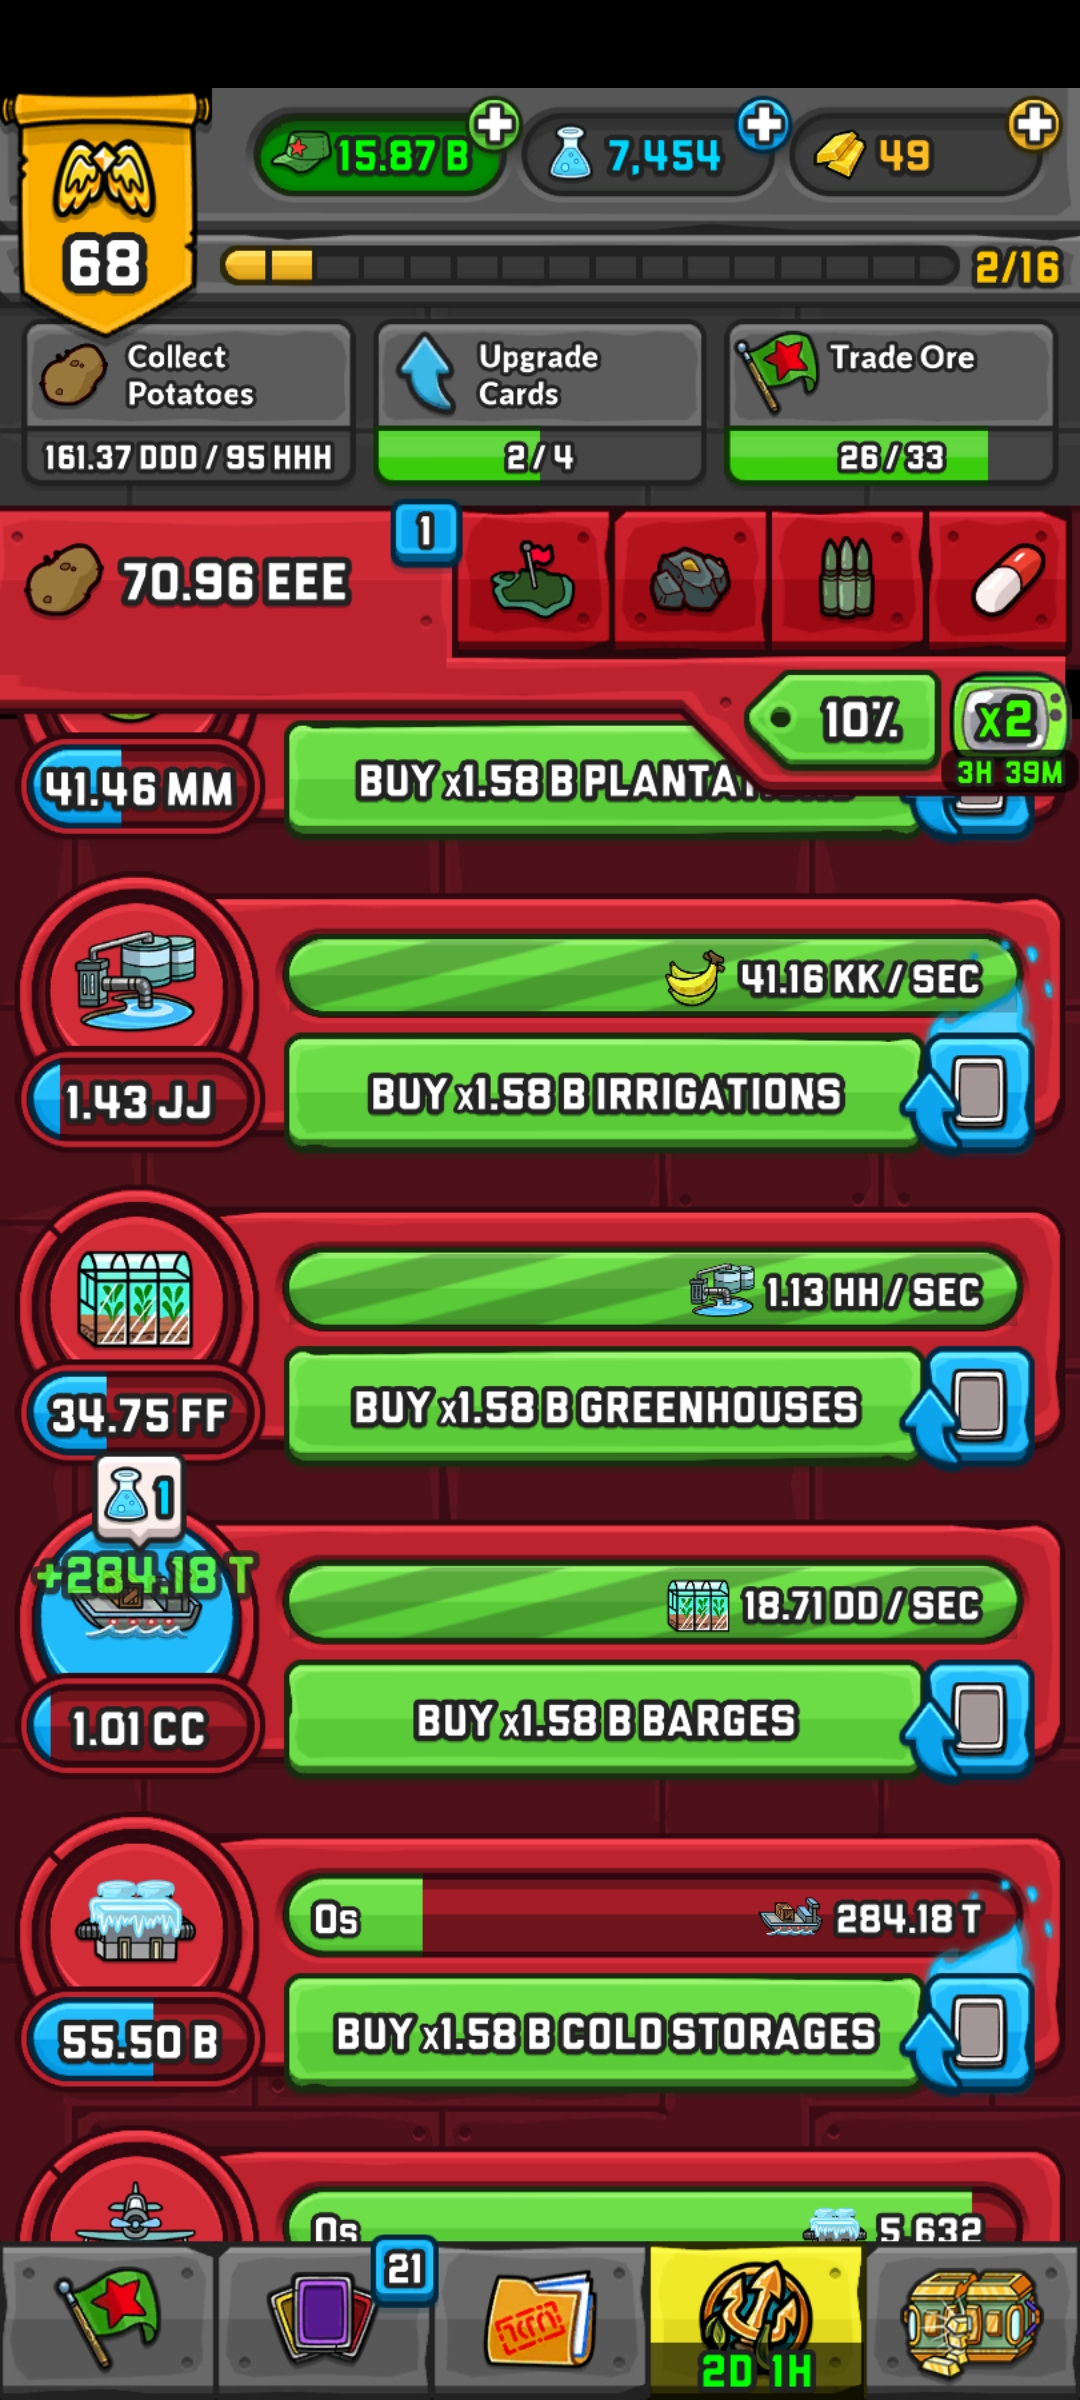 15.87 B
7,454
49
68
2/16
Collect
Potatoes
161.37 DDD / 95 HHH
Upgrade
Cards
2/4
Trade Ore
26/33
70.96 EEE
1
10%
x2
3H 39M
41.46 MM
BUY x1.58 B
41.16 KK / SEC
1.43 JJ
BUY x1.58 B IRRIGATIONS
1.13 HH / SEC
34.75 FF
BUY x1.58 B GREENHOUSES
1
+284.18 T
18.71 DD / SEC
1.01 CC
BUY x1.58 B BARGES
0s
284.18 T
55.50 B
BUY x1.58 B COLD STORAGES
0s
5,632
21
2D 1H